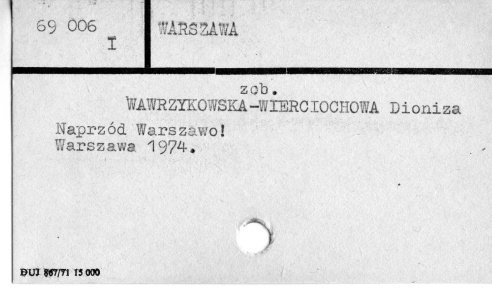 69 006
I
WARSZAWA
zob.
WAWRZYKOWSKA-WIERCIOCHOWA Dioniza
Naprzód Warszawo!
Warszawa 1974.
DUJ 867/71 15 000